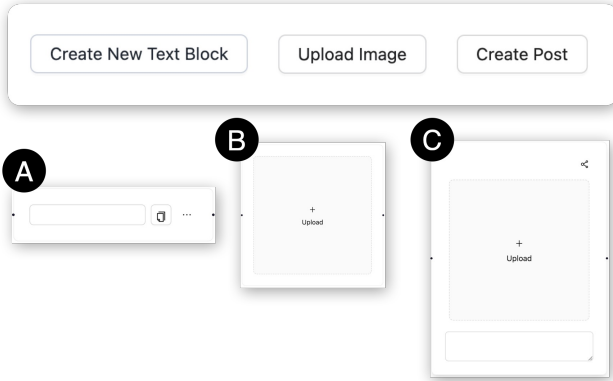 Create New Text Block Upload Image Create Post
A
B
C
+
Upload
+
Upload
...